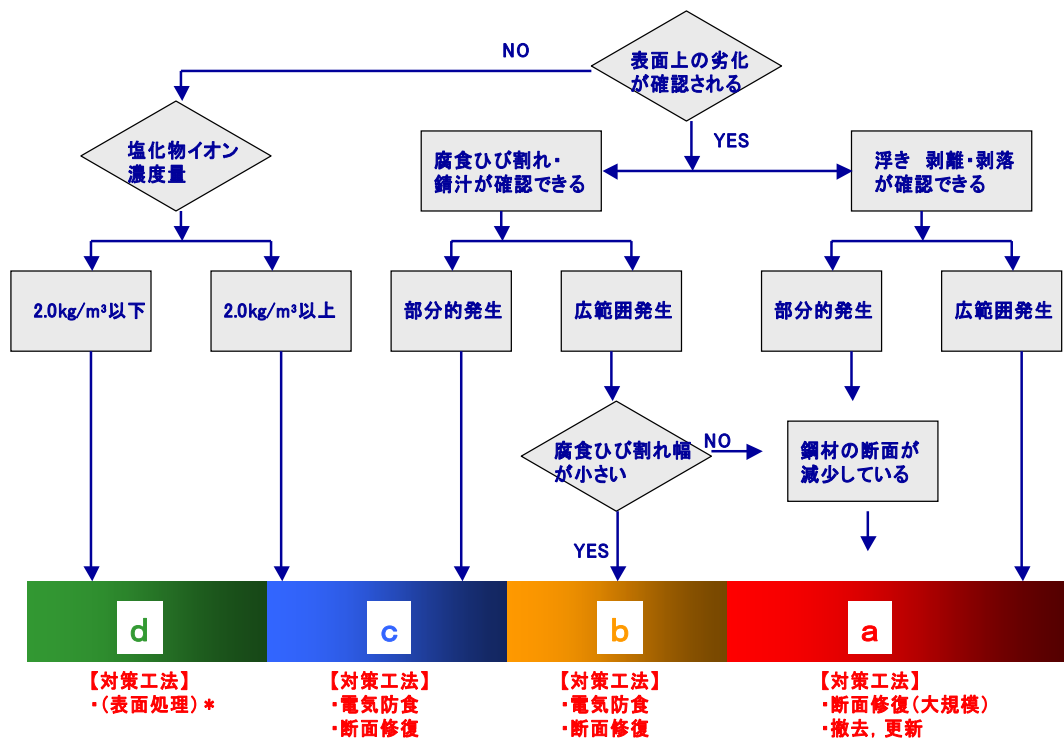 表面上の劣化
が確認される
NO
YES
塩化物イオン
濃度量
腐食ひび割れ・
錆汁が確認できる
浮き 剥離・剥落
が確認できる
2.0kg/m³以下
2.0kg/m³以上
部分的発生
広範囲発生
部分的発生
広範囲発生
腐食ひび割れ幅
が小さい
NO
鋼材の断面が
減少している
YES
d
c
b
a
【対策工法】
・(表面処理)*
【対策工法】
・電気防食
・断面修復
【対策工法】
・電気防食
・断面修復
【対策工法】
・断面修復(大規模)
・撤去,更新